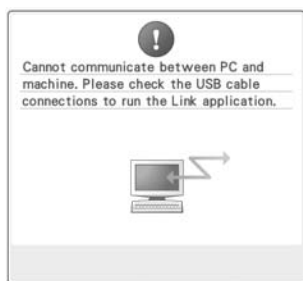 Cannot communicate between PC and
machine. Please check the USB cable
connections to run the Link application.